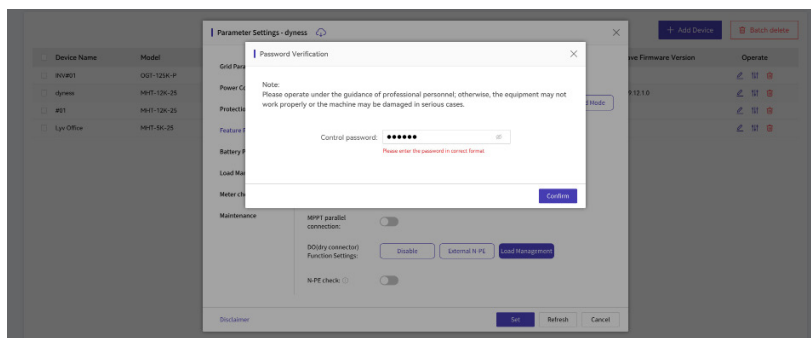 Parameter Settings - dyness
+ Add Device
Batch delete
Password Verification
Device Name
Model
Firmware Version
Operate
Grid Para
INV#01
OGT-125K-P
Note:
Please operate under the guidance of professional personnel; otherwise, the equipment may not
work properly or the machine may be damaged in serious cases.
dyness
MHT-12K-25
Power Co
9.12.1.0
#01
MHT-12K-25
Protectio
d Mode
Lyv Office
MHT-5K-25
Feature P
Control password:
Please enter the password in correct format.
Battery P
Load Mar
Meter che
Confirm
Maintenance
MPPT parallel
connection:
DO(dry connector)
Function Settings:
Disable
External N-PE
Load Management
N-PE check:
Disclaimer
Set
Refresh
Cancel